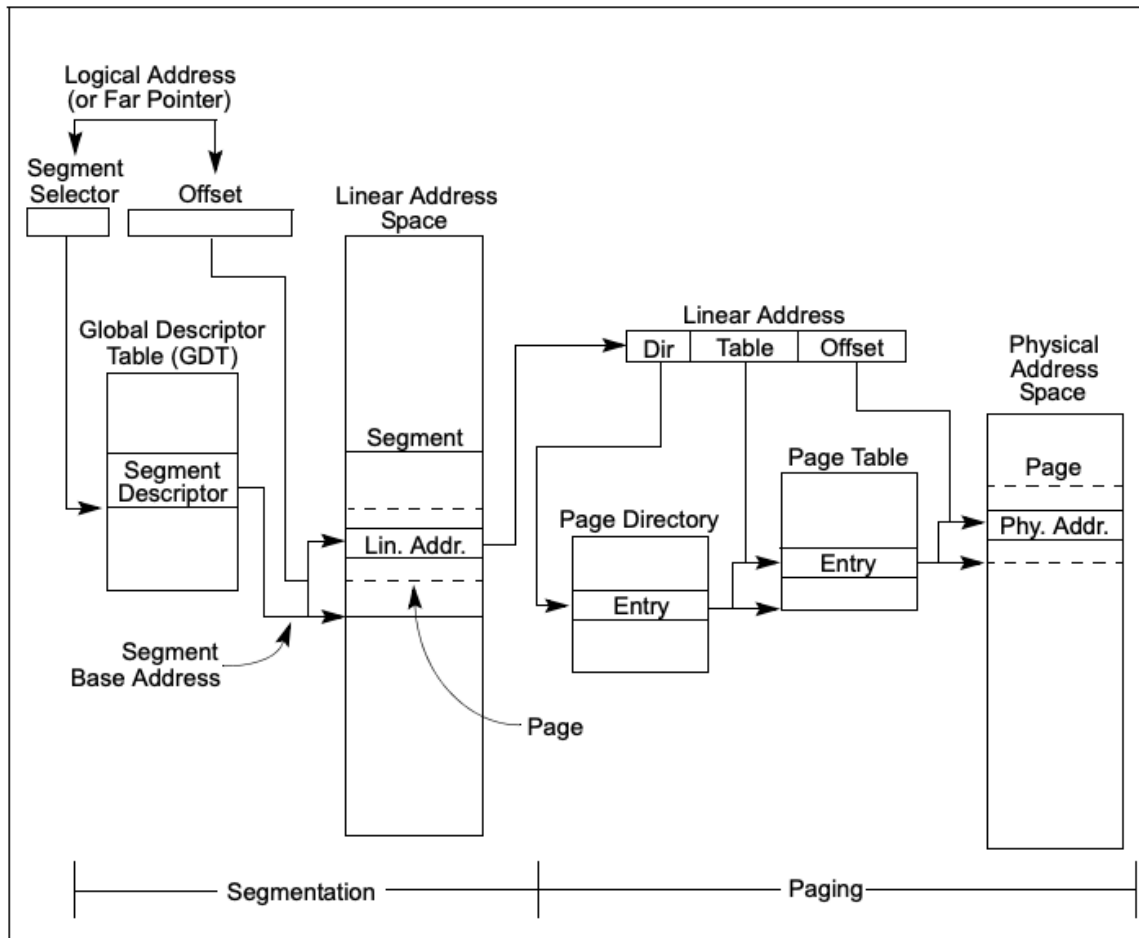 Logical Address
(or Far Pointer)
Segment
Selector
Offset
Linear Address
Space
Global Descriptor
Table (GDT)
Segment
Descriptor
Segment
Base Address
Segment
Lin. Addr.
Page
Linear Address
Dir
Table
Offset
Page Directory
Entry
Page Table
Entry
Physical
Address
Space
Page
Phy. Addr.
Segmentation
Paging